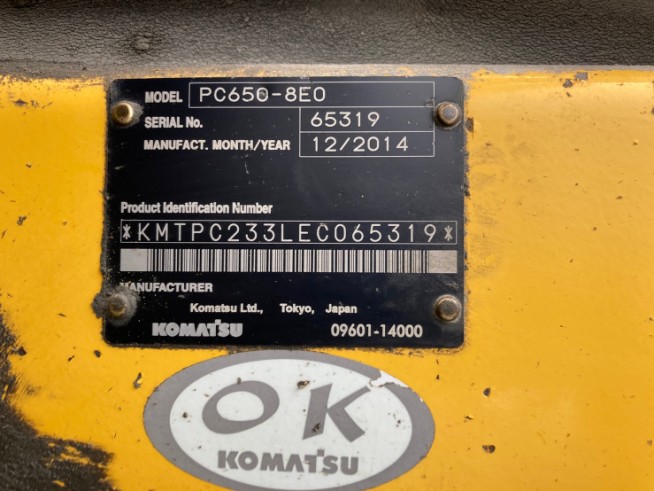 MODEL PC650-8E0
SERIAL No. 65319
MANUFACT. MONTH/YEAR 12/2014
Product Identification Number
*KMTPC233LEC065319*
MANUFACTURER
Komatsu Ltd., Tokyo, Japan
KOMATSU 09601-14000
OK
KOMATSU